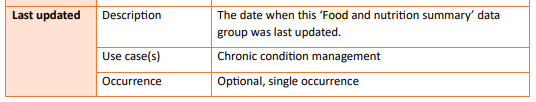 Last updated Description The date when this ‘Food and nutrition summary’ data
group was last updated.
Use case(s) Chronic condition management
Occurrence Optional, single occurrence